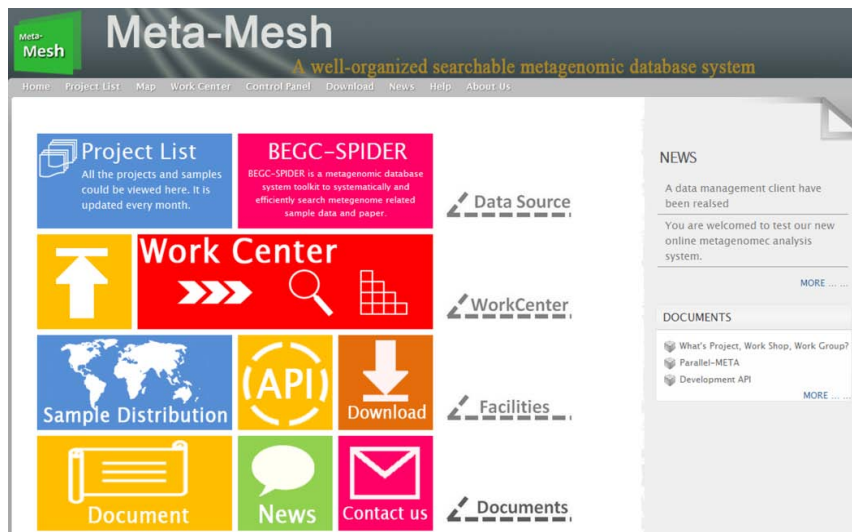 Meta-
Mesh
Meta-Mesh
A well-organized searchable metagenomic database system
Home Project List Map Work Center Control Panel Download News Help About Us
Project List
All the projects and samples
could be viewed here. It is
updated every month.
BEGC-SPIDER
BEGC-SPIDER is a metagenomic database
system toolkit to systematically and
efficiently search metegenome related
sample data and paper.
Data Source
Work Center
WorkCenter
Sample Distribution
API
Download
Facilities
Document
News
Contact us
Documents
NEWS
A data management client have
been realsed
You are welcomed to test our new
online metagenomec analysis
system.
MORE ... ...
DOCUMENTS
What's Project, Work Shop, Work Group?
Parallel-META
Development API
MORE ... ...